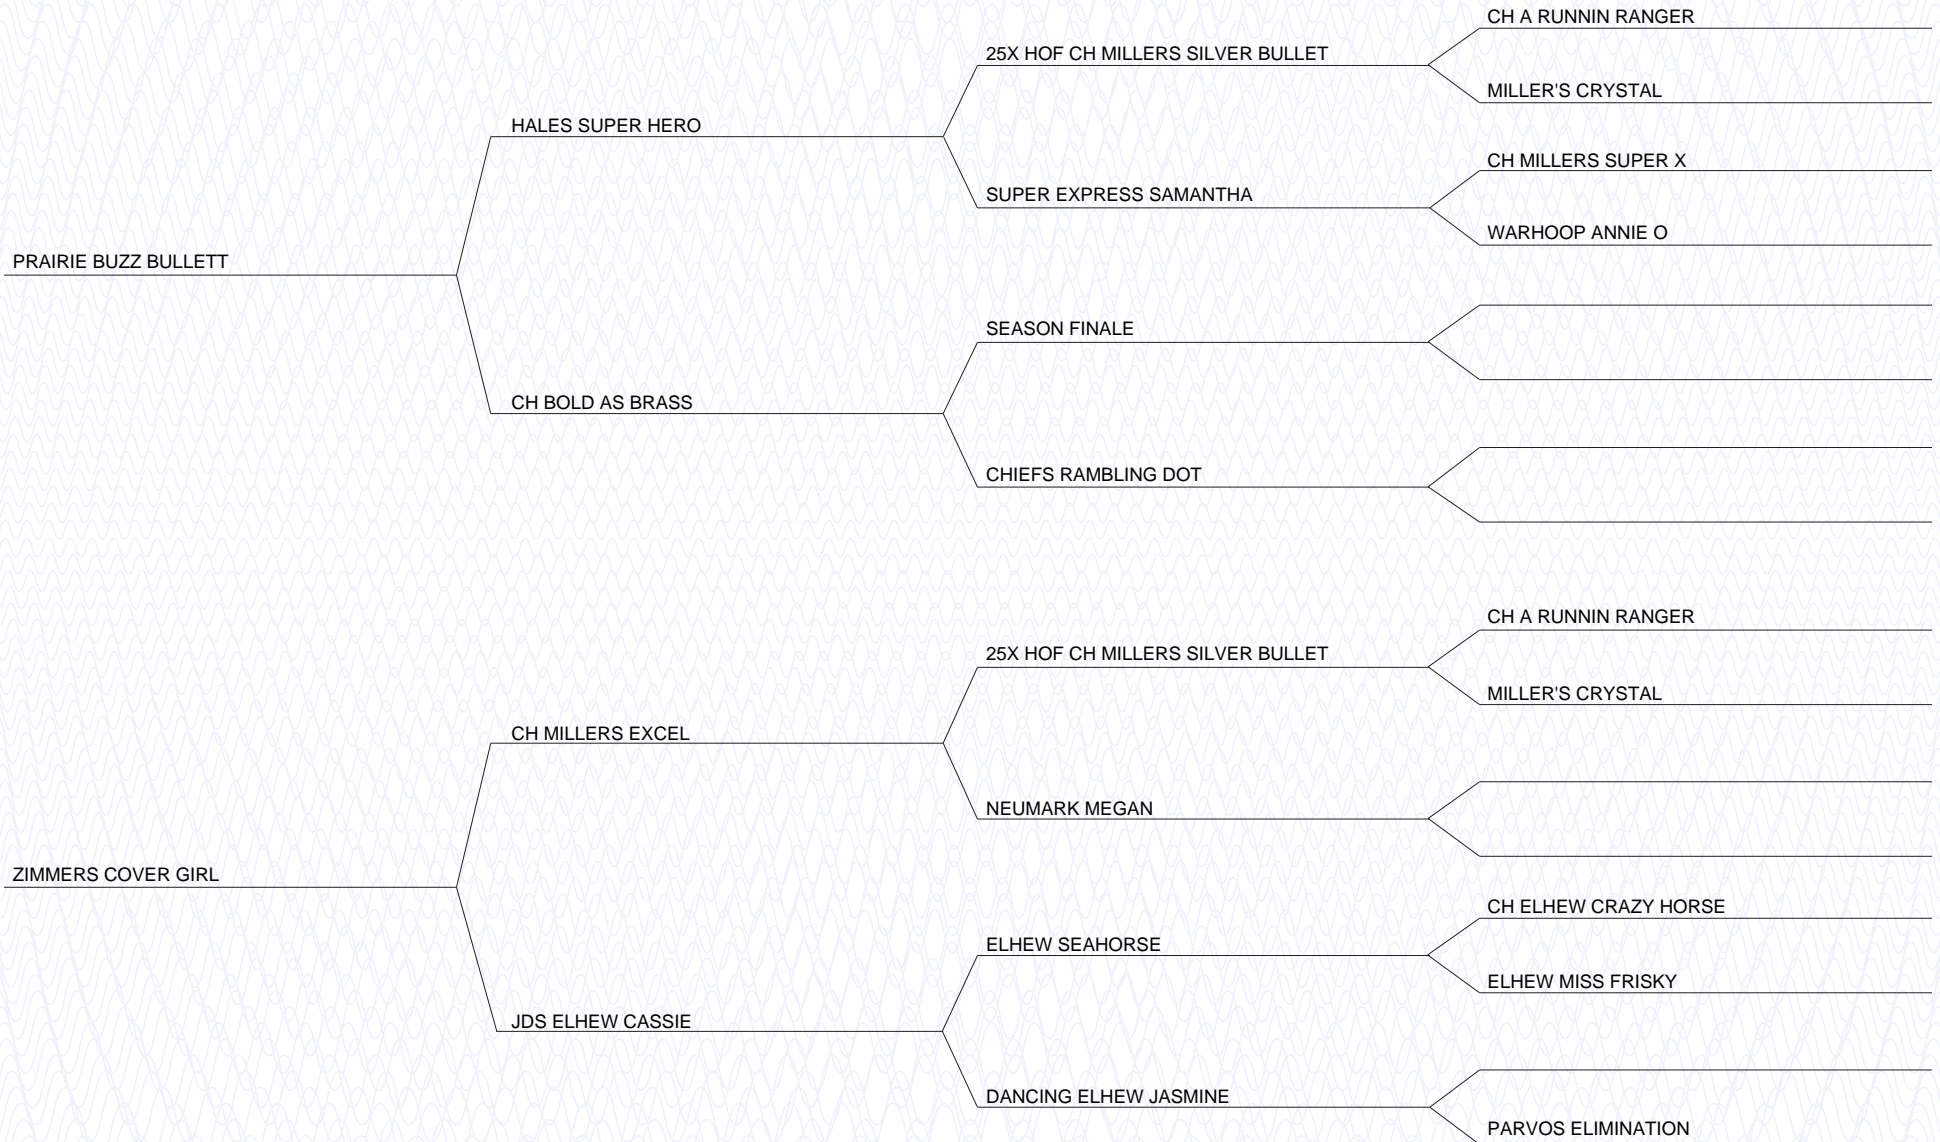 CH A RUNNIN RANGER
25X HOF CH MILLERS SILVER BULLET
MILLER'S CRYSTAL
HALES SUPER HERO
CH MILLERS SUPER X
SUPER EXPRESS SAMANTHA
WARHOOP ANNIE O
PRAIRIE BUZZ BULLETT
SEASON FINALE
CH BOLD AS BRASS
CHIEFS RAMBLING DOT
CH A RUNNIN RANGER
25X HOF CH MILLERS SILVER BULLET
MILLER'S CRYSTAL
CH MILLERS EXCEL
NEUMARK MEGAN
ZIMMERS COVER GIRL
CH ELHEW CRAZY HORSE
ELHEW SEAHORSE
ELHEW MISS FRISKY
JDS ELHEW CASSIE
DANCING ELHEW JASMINE
PARVOS ELIMINATION